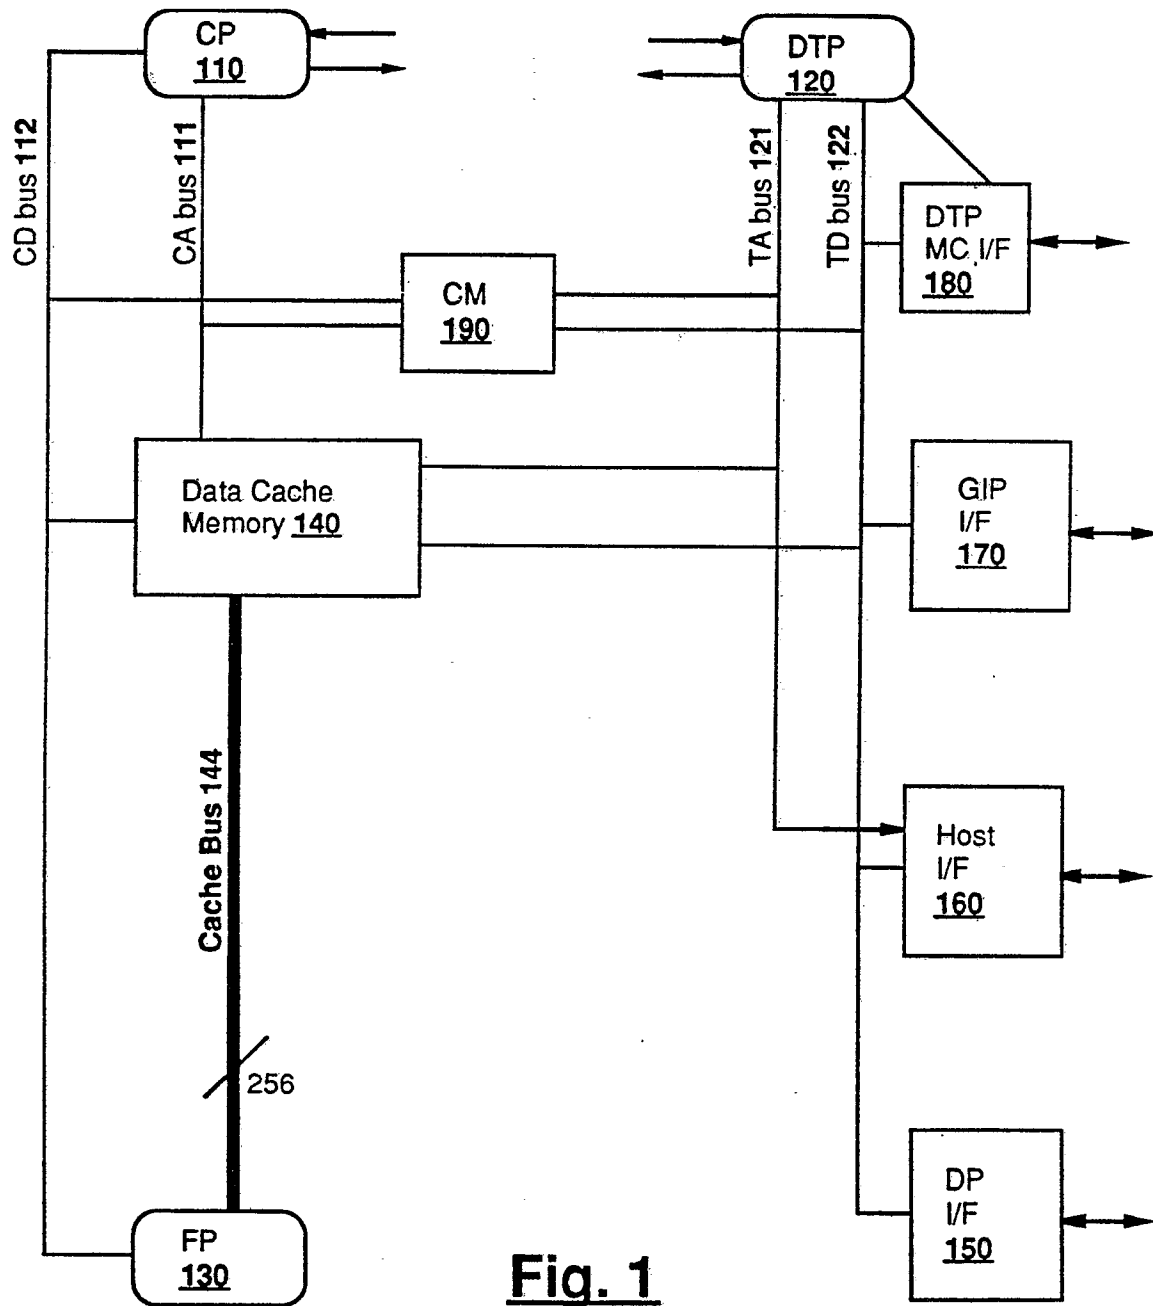 CP
110
DTP
120
CD bus 112
CA bus 111
TA bus 121
TD bus 122
DTP
MC I/F
180
CM
190
Data Cache
Memory 140
GIP
I/F
170
Cache Bus 144
Host
I/F
160
256
DP
I/F
150
FP
130
Fig. 1